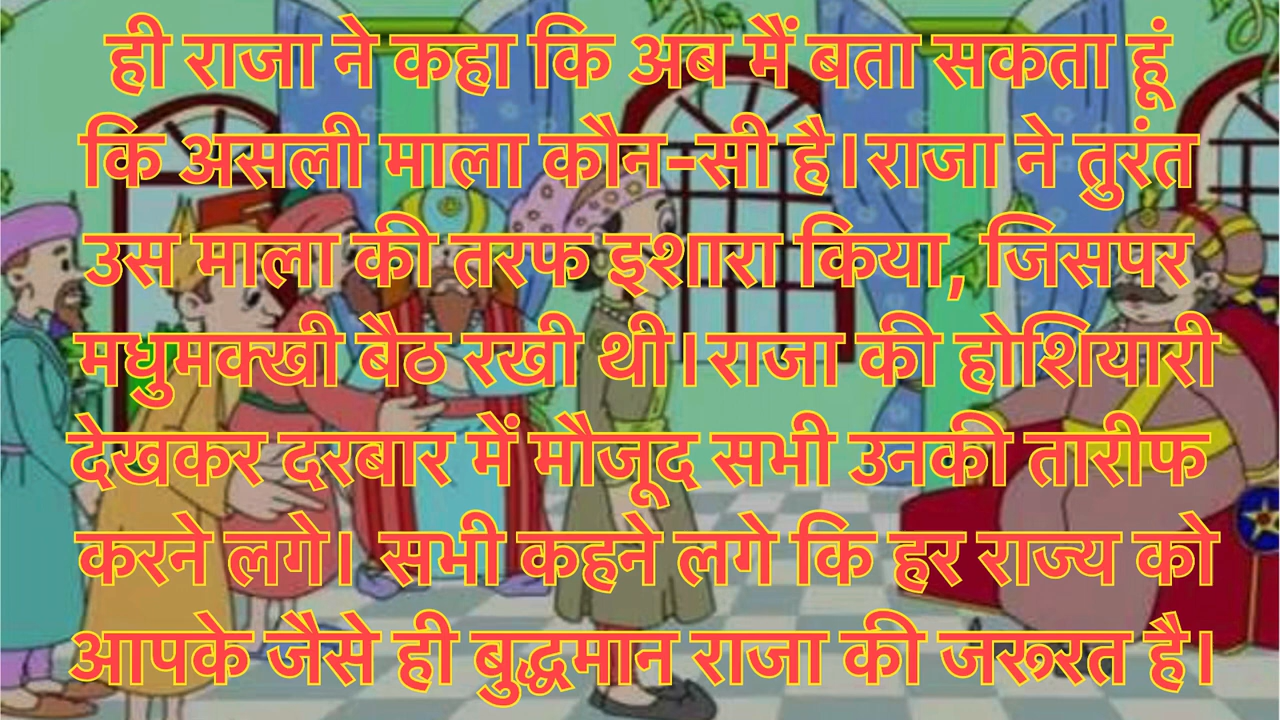 ही राजा ने कहा कि अब मैं बता सकता हूं
कि असली माला कौन-सी है।राजा ने तुरंत
उस माला की तरफ इशारा किया, जिसपर
मधुमक्खी बैठ रखी थी।राजा की होशियारी
देखकर दरबार में मौजूद सभी उनकी तारीफ
करने लगे। सभी कहने लगे कि हर राज्य को
आपके जैसे ही बुद्धमान राजा की जरूरत है।